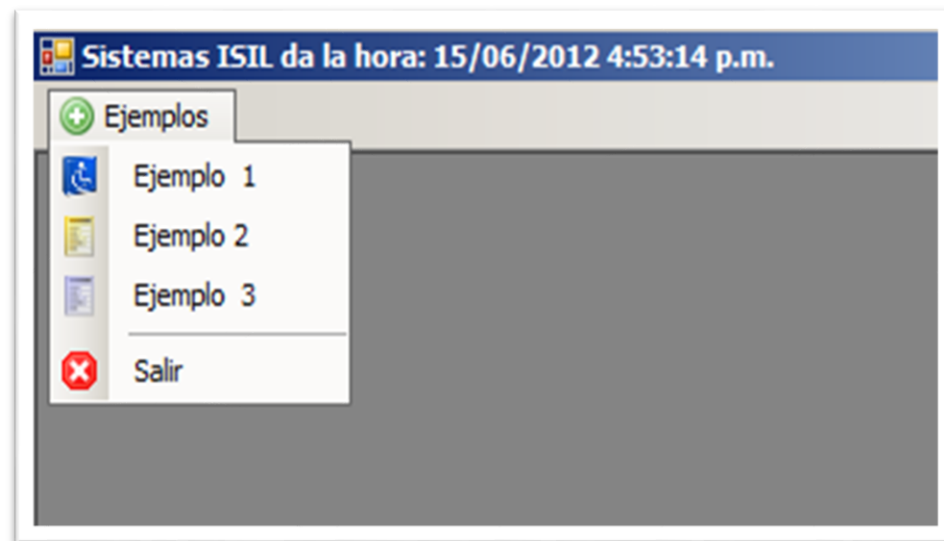 Sistemas ISIL da la hora: 15/06/2012 4:53:14 p.m.
Ejemplos
Ejemplo 1
Ejemplo 2
Ejemplo 3
Salir